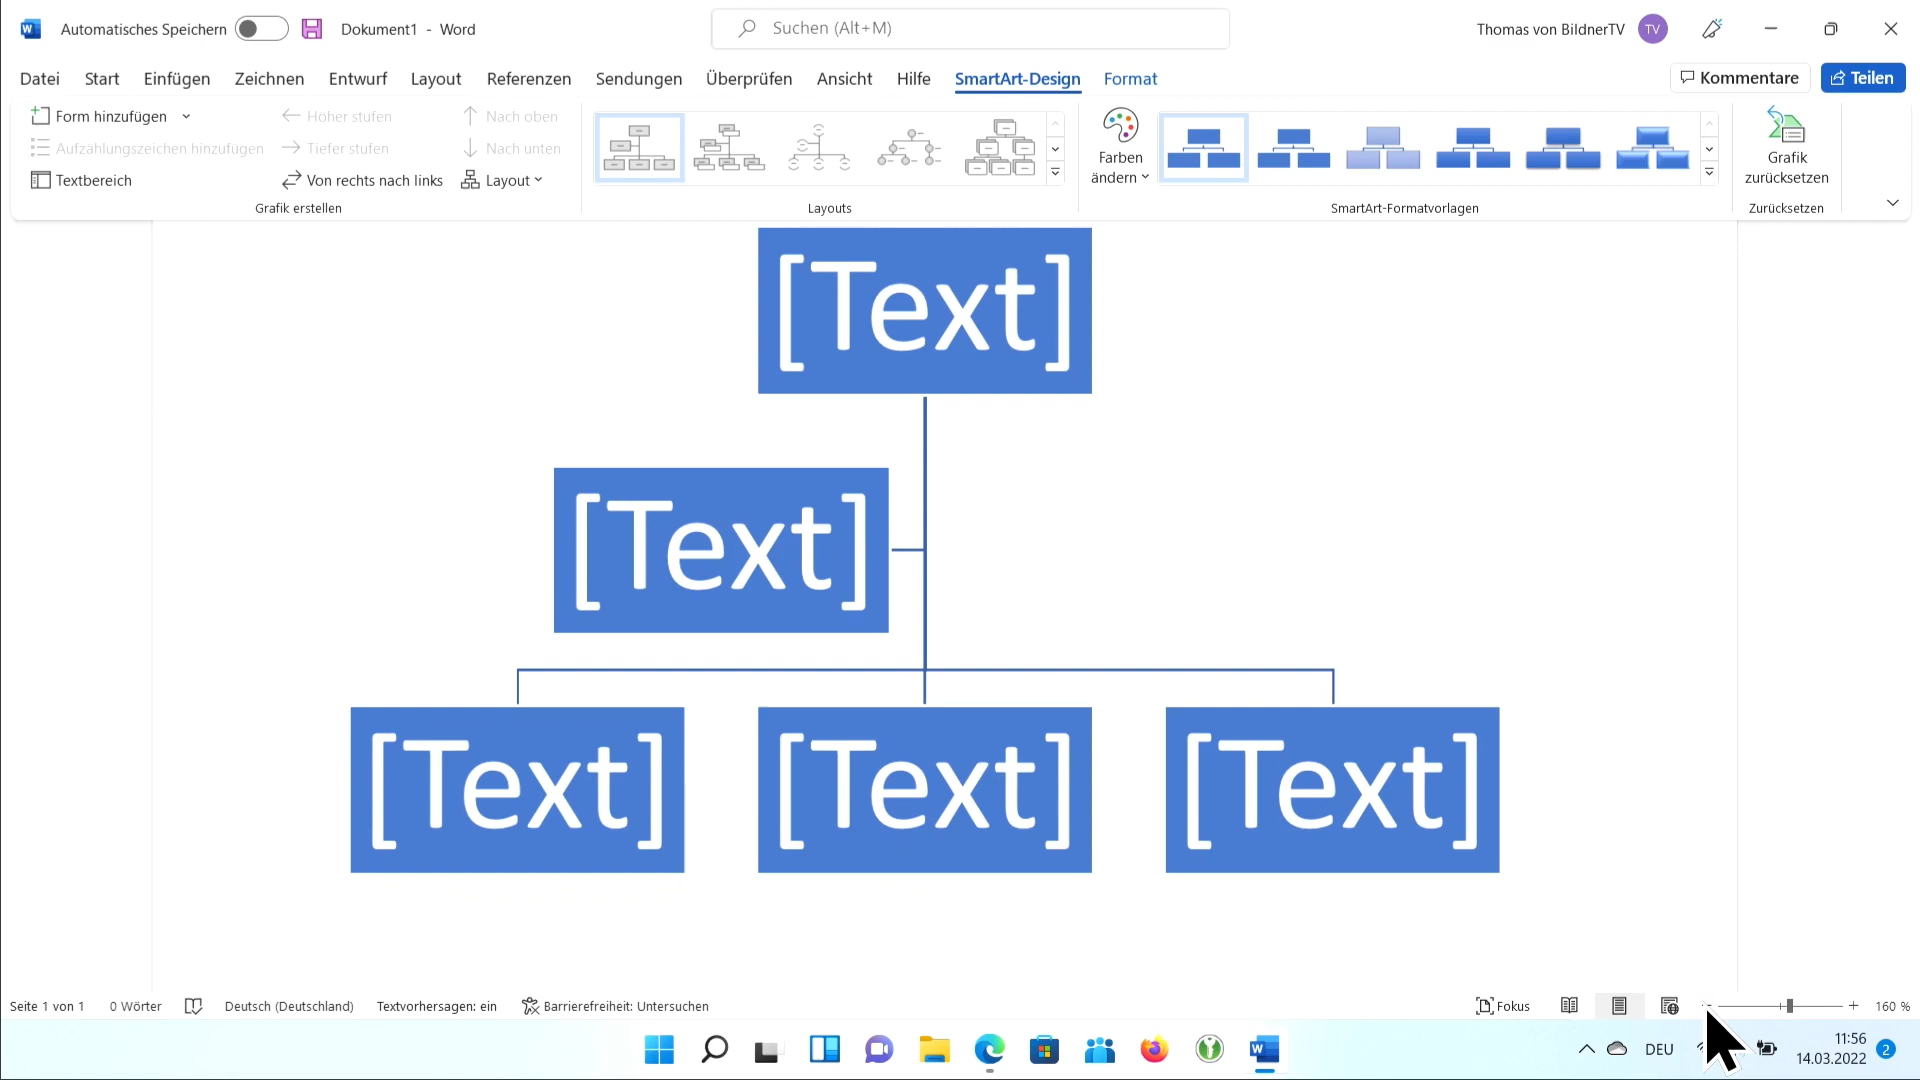 Automatisches Speichern
Dokument1 - Word
Suchen (Alt+M)
Thomas von BildnerTV
TV
Datei Start Einfügen Zeichnen Entwurf Layout Referenzen Sendungen Überprüfen Ansicht Hilfe SmartArt-Design Format
Kommentare
Teilen
Form hinzufügen
Höher stufen
Nach oben
Aufzählungszeichen hinzufügen
Tiefer stufen
Nach unten
Textbereich
Von rechts nach links
Layout
Grafik erstellen
Layouts
Farben
ändern
SmartArt-Formatvorlagen
Grafik
zurücksetzen
Zurücksetzen
[Text]
[Text]
[Text] [Text] [Text]
Seite 1 von 1
0 Wörter
Deutsch (Deutschland)
Textvorhersagen: ein
Barrierefreiheit: Untersuchen
Fokus
160 %
DEU
11:56
14.03.2022
2